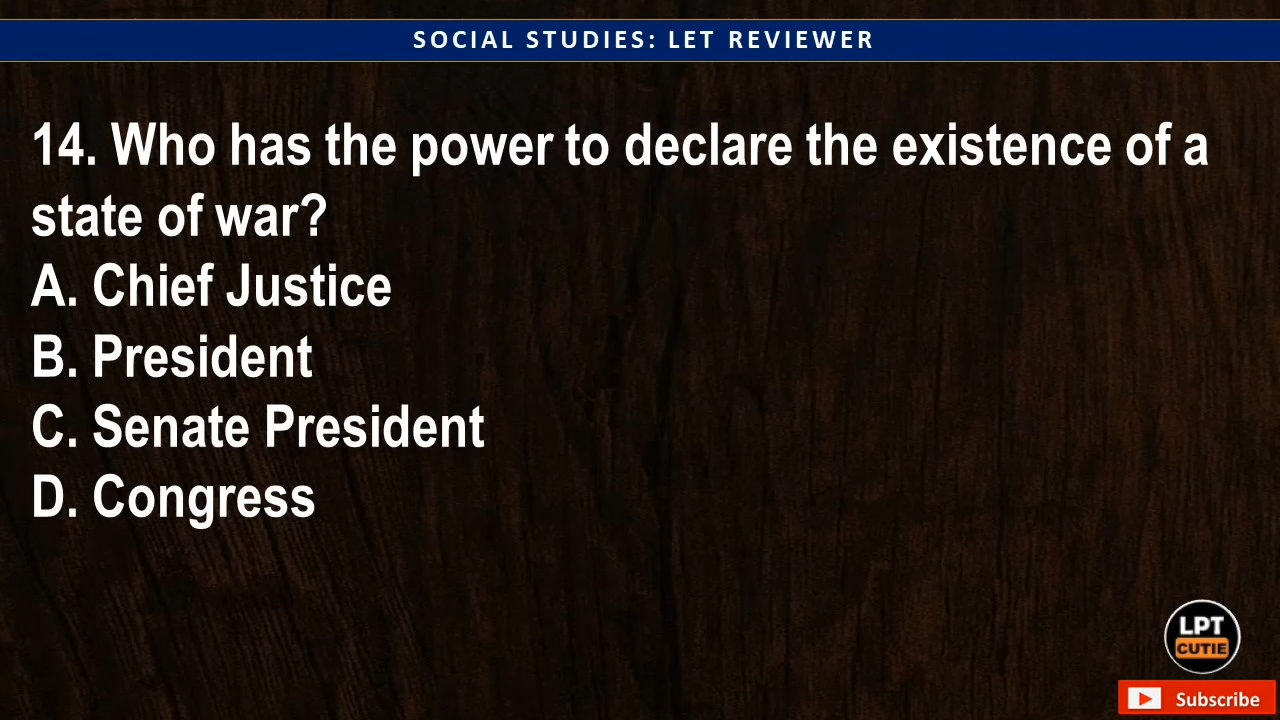 SOCIAL STUDIES: LET REVIEWER
14. Who has the power to declare the existence of a
state of war?
A. Chief Justice
B. President
C. Senate President
D. Congress
LPT
CUTIE
Subscribe